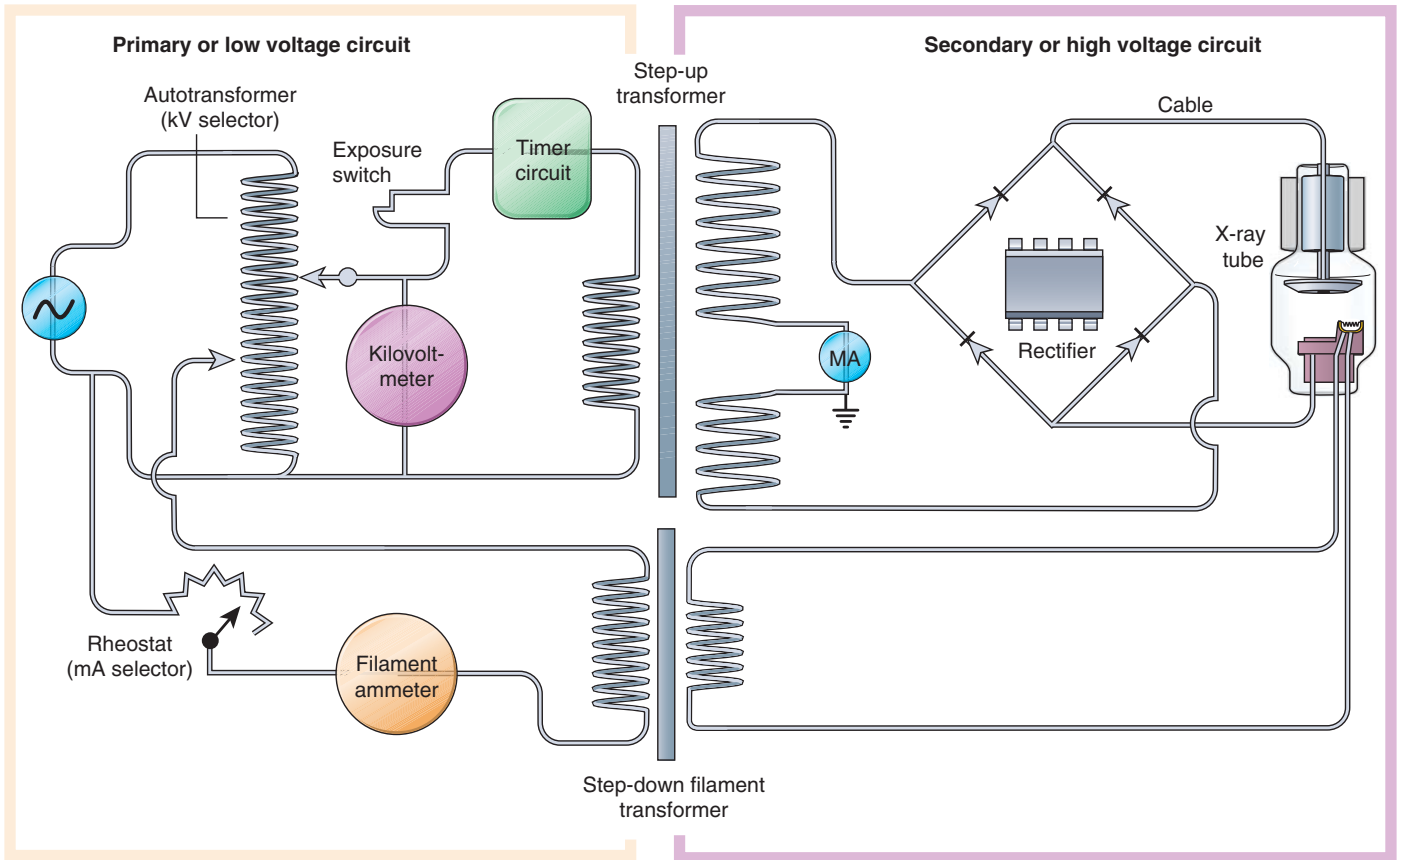 Primary or low voltage circuit
Secondary or high voltage circuit
Step-up
transformer
Autotransformer
(kV selector)
Exposure
switch
Timer
circuit
Cable
X-ray
tube
Kilovolt-
meter
MA
Rectifier
Rheostat
(mA selector)
Filament
ammeter
Step-down filament
transformer